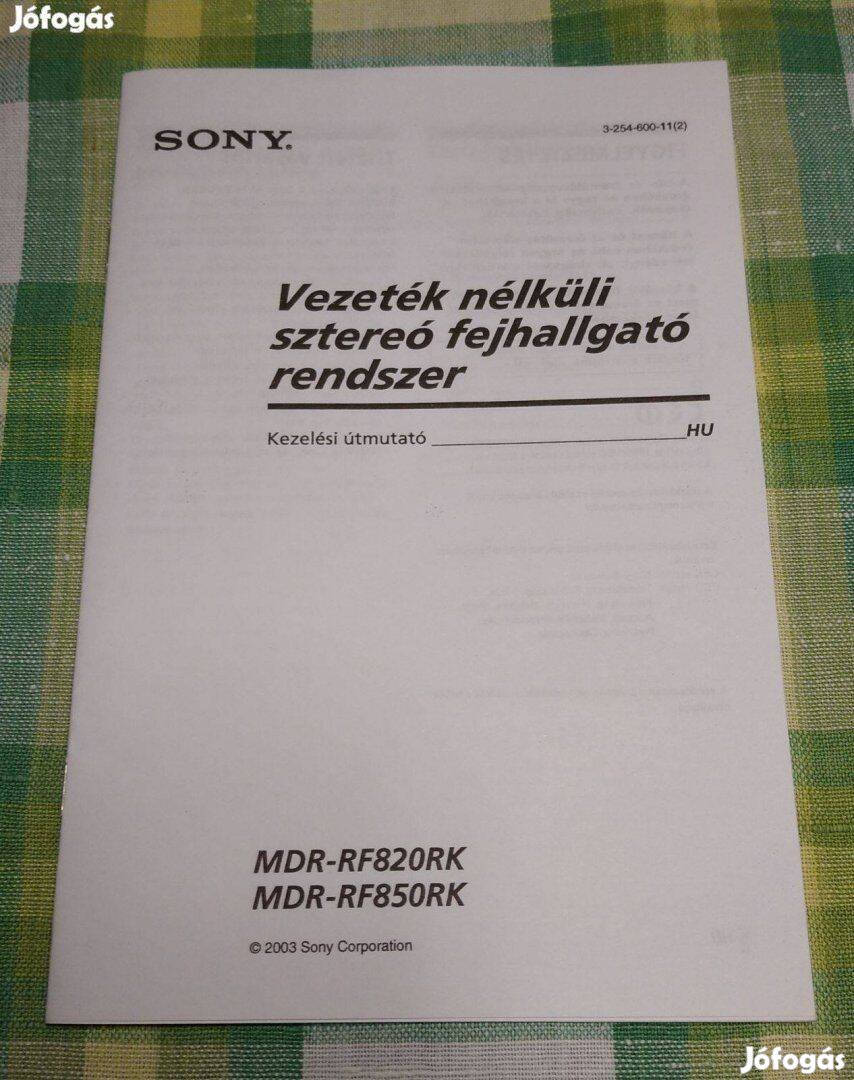 Jófogás
SONY®
3-254-600-11(2)
Vezeték nélküli
sztereó fejhallgató
rendszer
Kezelési útmutató HU
MDR-RF820RK
MDR-RF850RK
© 2003 Sony Corporation
Jófogás